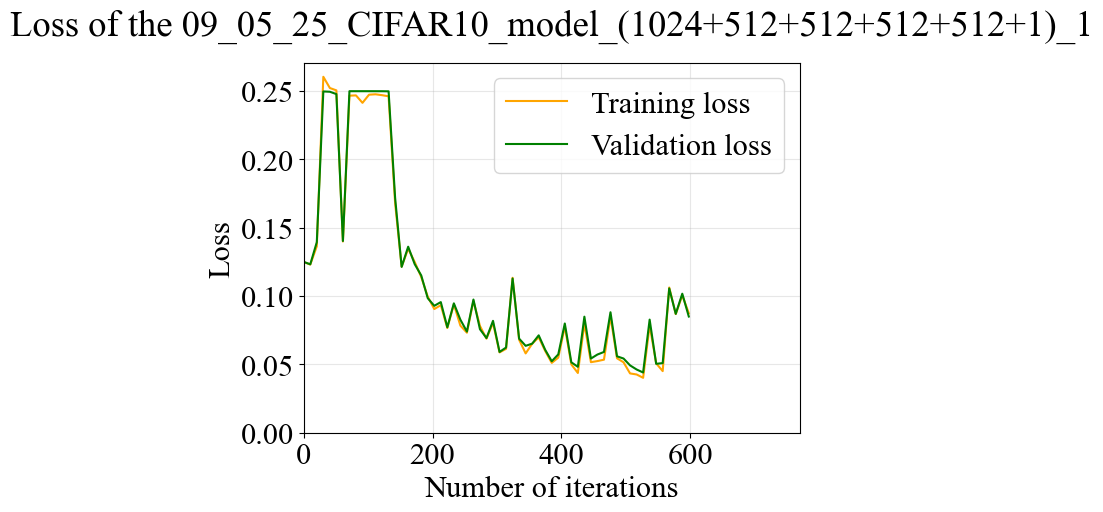 Loss of the 09_05_25_CIFAR10_model_(1024+512+512+512+512+1)_1
0.25
0.20
0.15
0.10
0.05
0.00
Loss
Training loss
Validation loss
0
200
400
600
Number of iterations